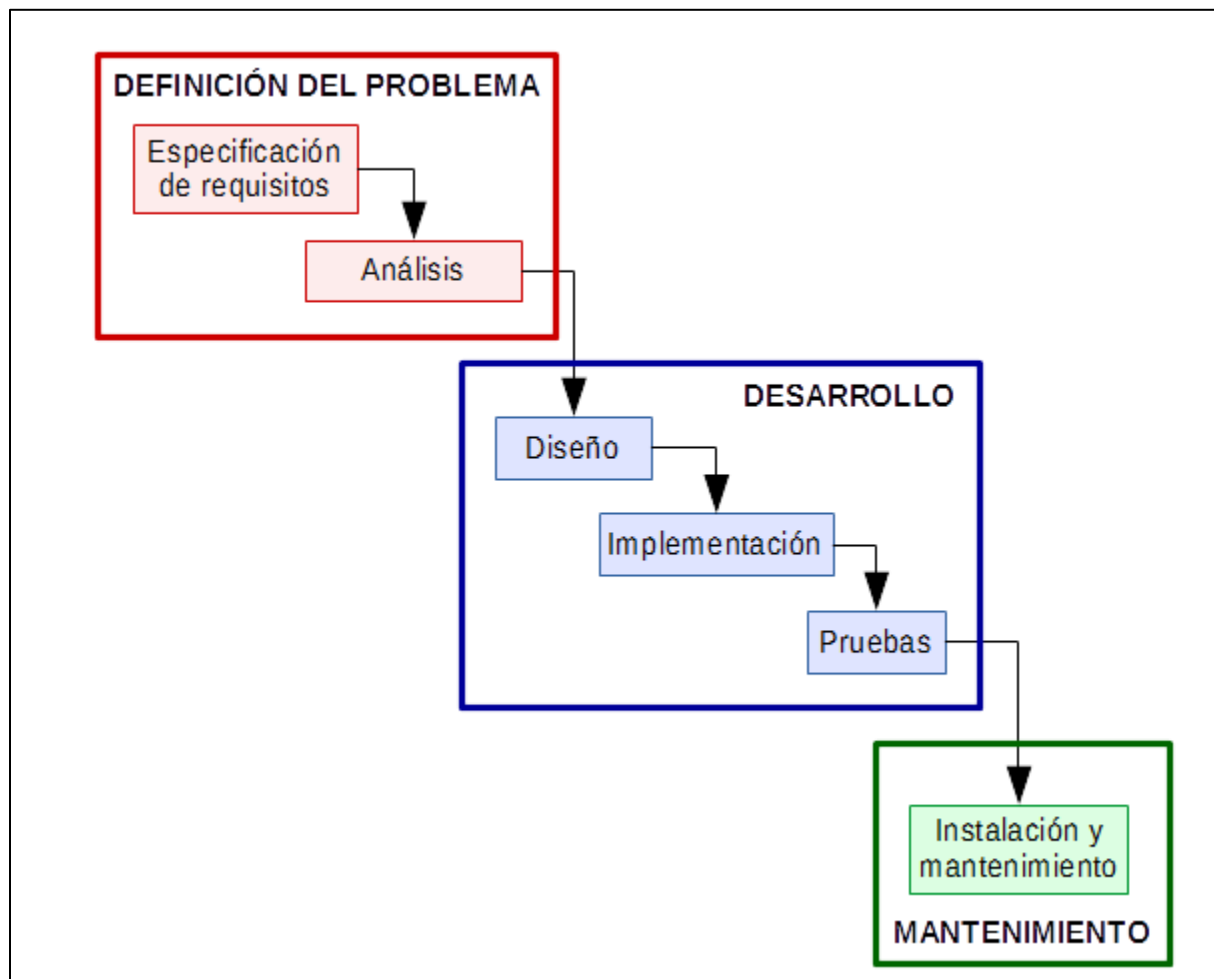 DEFINICIÓN DEL PROBLEMA
Especificación
de requisitos
Análisis
DESARROLLO
Diseño
Implementación
Pruebas
Instalación y
mantenimiento
MANTENIMIENTO